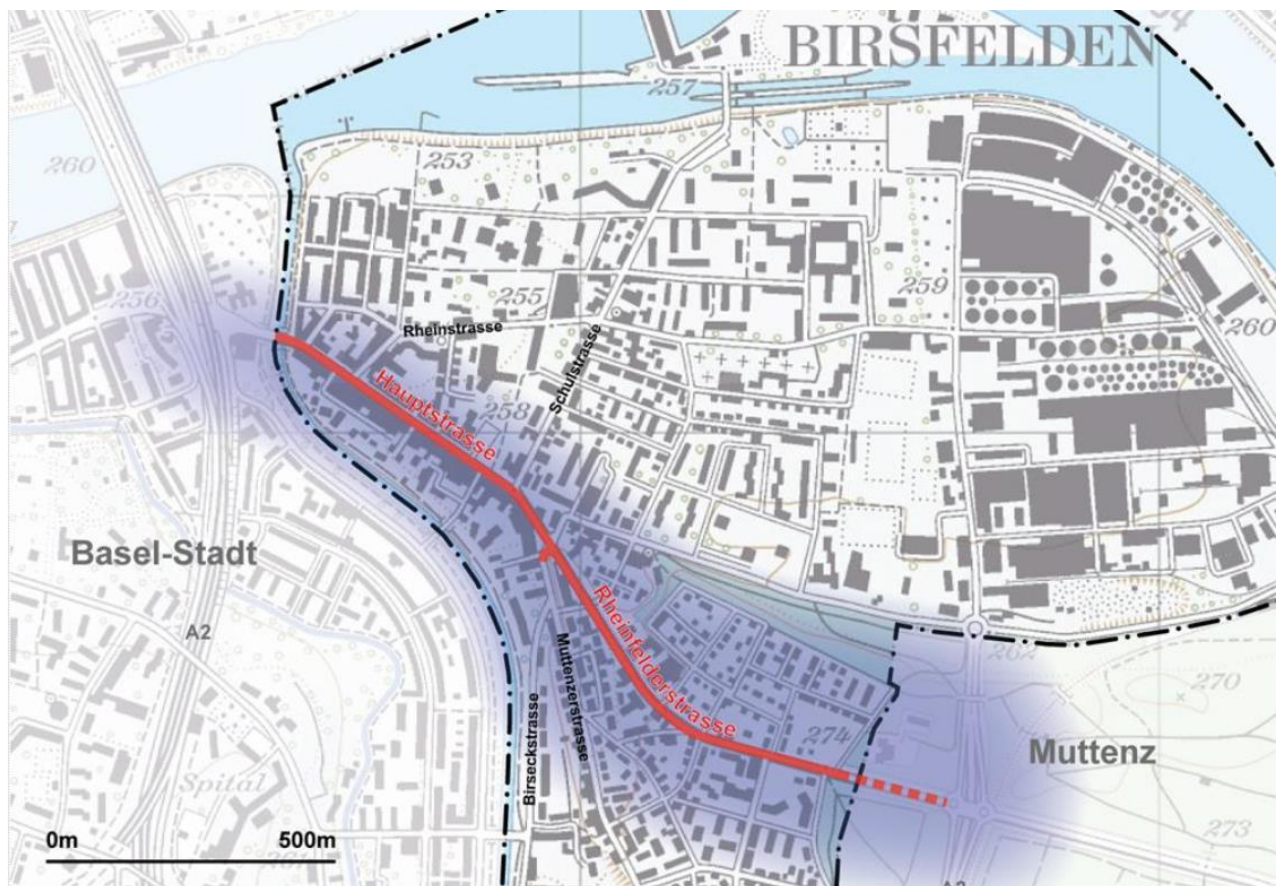 BIRSFELDEN
257
260
253
256
255
259
260
Rheinstrasse
Schulstrasse
Hauptstrasse
258
Basel-Stadt
A2
Rheinfelderstrasse
Muttenzerstrasse
Birseckstrasse
262
270
274
Muttenz
Spital
0m 500m
273